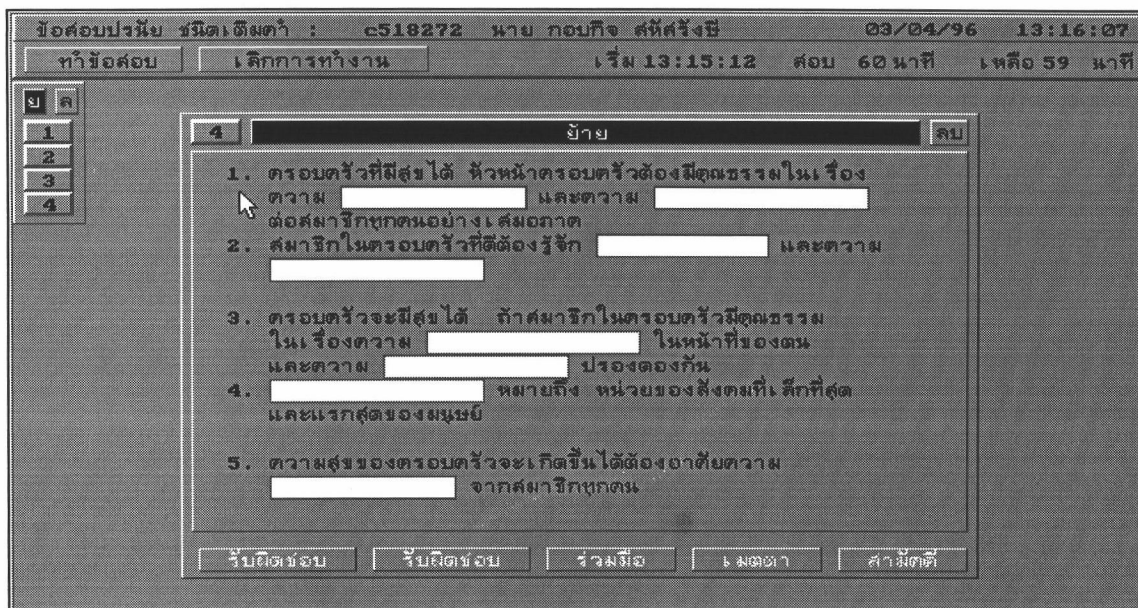 ข้อสอบปรนัย ชนิดเติมคำ : c518272 นาย กอบกิจ สหัสรังษี 03/04/96 13:16:07
ทำข้อสอบ เลิกการทำงาน เริ่ม 13:15:12 สอบ 60 นาที เหลือ 59 นาที
ย ล
1
2
3
4
4 ย้าย ลบ
1. ครอบครัวที่มีสุขได้ หัวหน้าครอบครัวต้องมีคุณธรรมในเรื่อง
ความ และความ
ต่อสมาชิกทุกคนอย่างเสมอภาค
2. สมาชิกในครอบครัวที่ดีต้องรู้จัก และความ
3. ครอบครัวจะมีสุขได้ ถ้าสมาชิกในครอบครัวมีคุณธรรม
ในเรื่องความ ในหน้าที่ของตน
และความ ปรองดองกัน
4. หมายถึง หน่วยของสังคมที่เล็กที่สุด
และแรกสุดของมนุษย์
5. ความสุขของครอบครัวจะเกิดขึ้นได้ต้องอาศัยความ
จากสมาชิกทุกคน
รับผิดชอบ รับผิดชอบ ร่วมมือ เมตตา สามัคคี